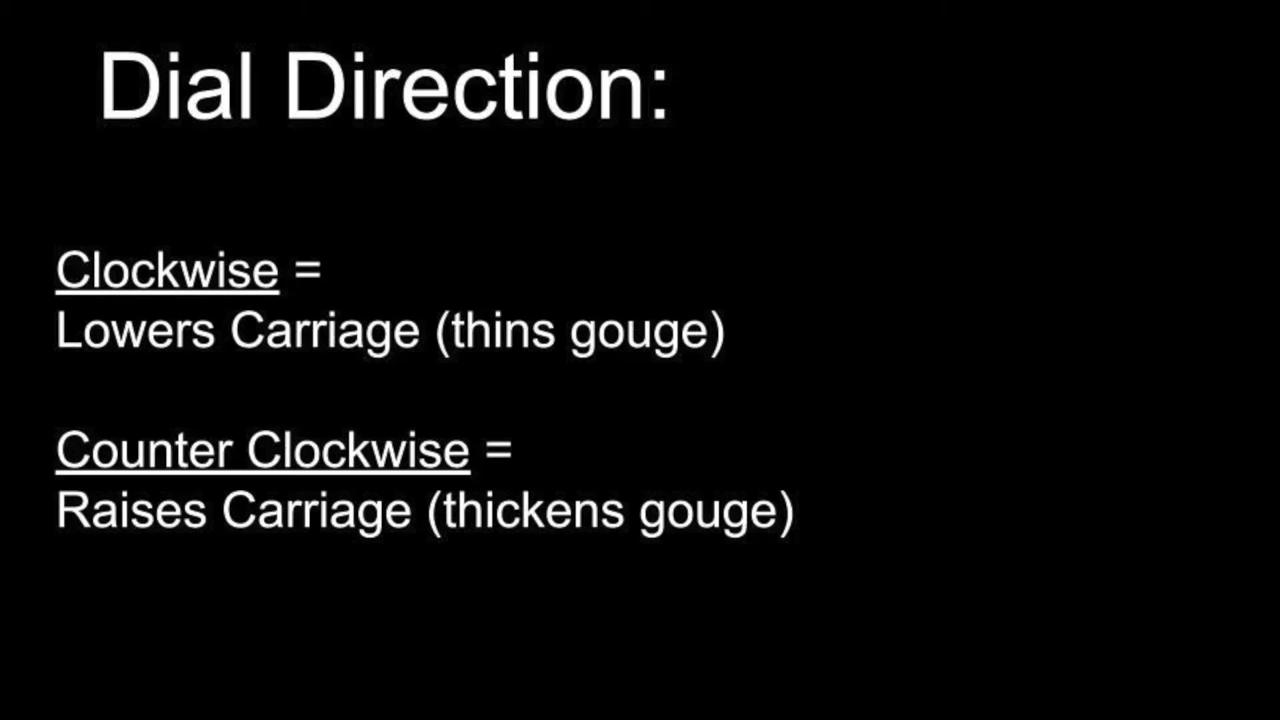 Dial Direction:
Clockwise =
Lowers Carriage (thins gouge)
Counter Clockwise =
Raises Carriage (thickens gouge)